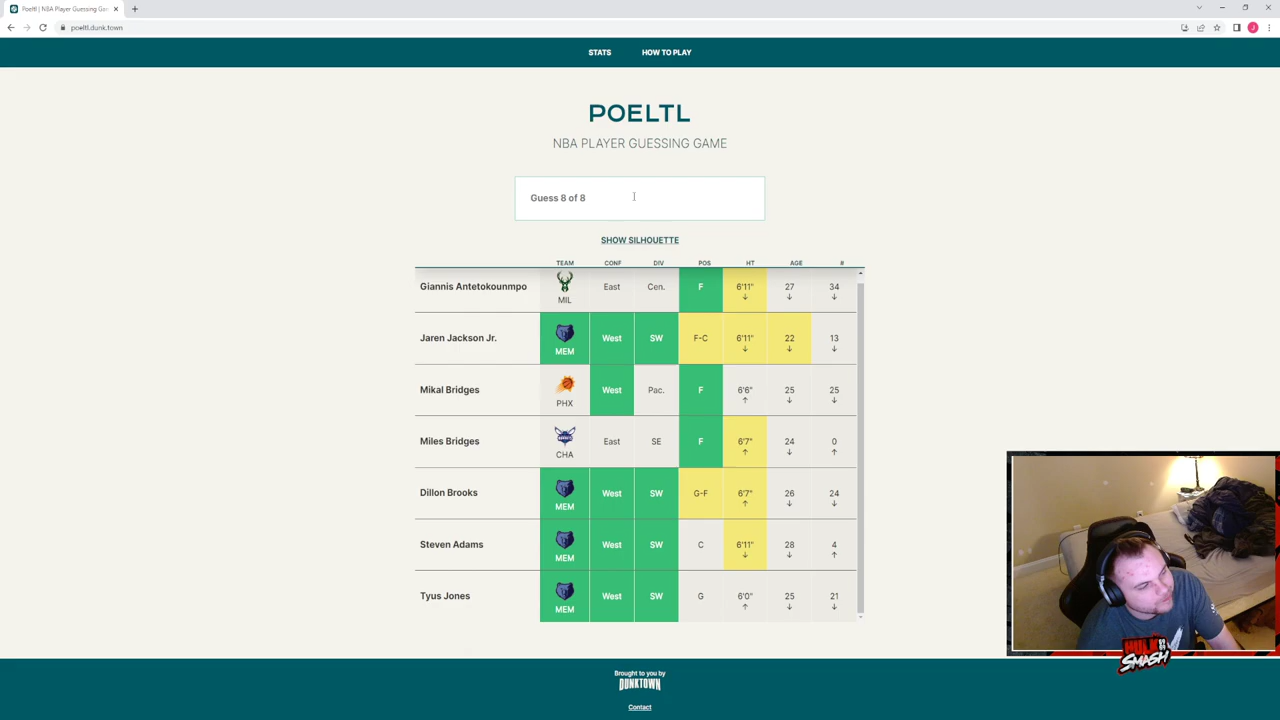 Poeltl | NBA Player Guessing Gam
poeltl.dunk.town
STATS HOW TO PLAY
POELTL
NBA PLAYER GUESSING GAME
Guess 8 of 8
SHOW SILHOUETTE
TEAM CONF DIV POS HT AGE #
Giannis Antetokounmpo MIL East Cen. F 6'11" ↓ 27 ↓ 34 ↓
Jaren Jackson Jr. MEM West SW F-C 6'11" ↓ 22 ↓ 13 ↓
Mikal Bridges PHX West Pac. F 6'6" ↑ 25 ↓ 25 ↓
Miles Bridges CHA East SE F 6'7" ↑ 24 ↓ 0 ↑
Dillon Brooks MEM West SW G-F 6'7" ↑ 26 ↓ 24 ↓
Steven Adams MEM West SW C 6'11" ↓ 28 ↓ 4 ↑
Tyus Jones MEM West SW G 6'0" ↑ 25 ↓ 21 ↓
Brought to you by
DUNKTOWN
Contact
HULK
SMASH